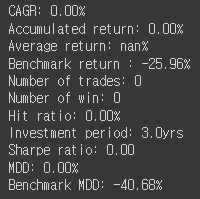 CAGR: 0.00%
Accumulated return: 0.00%
Average return: nan%
Benchmark return : -25.96%
Number of trades: 0
Number of win: 0
Hit ratio: 0.00%
Investment period: 3.0yrs
Sharpe ratio: 0.00
MDD: 0.00%
Benchmark MDD: -40.68%